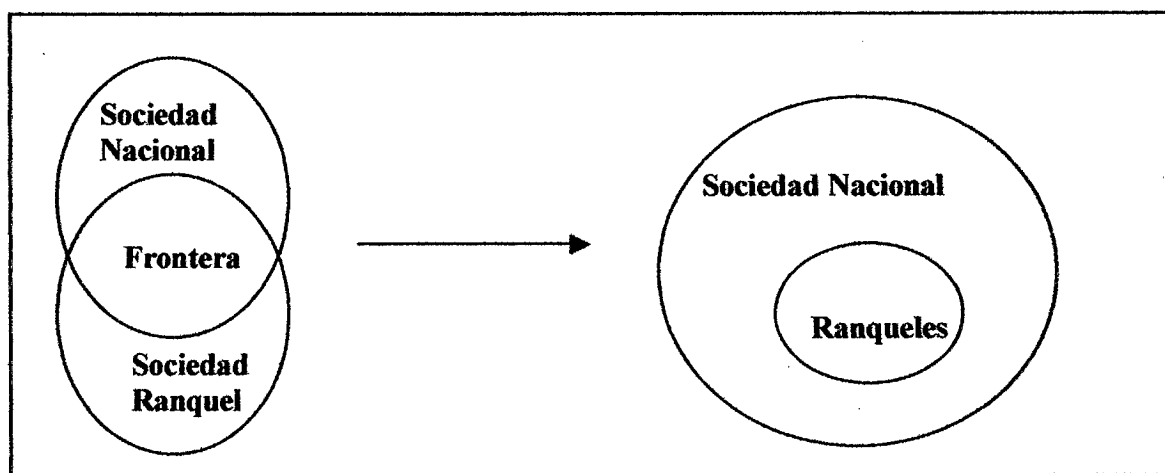 Sociedad
Nacional
Frontera
Sociedad
Ranquel
Sociedad Nacional
Ranqueles